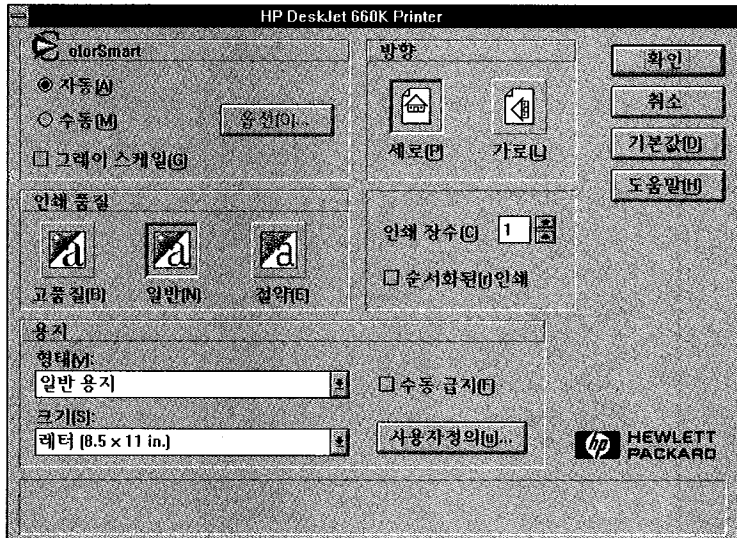 HP DeskJet 660K Printer
olorSmart
자동(A)
수동(M)
옵션(O)...
그레이 스케일(G)
방향
세로(P)
가로(L)
확인
취소
기본값(D)
도움말(H)
인쇄 품질
고품질(B)
일반(N)
절약(E)
인쇄 장수(C) 1
순서화된(r)인쇄
용지
형태(y):
일반 용지
수동 급지(F)
크기(S):
레터 (8.5 x 11 in.)
사용자정의(u)...
hp HEWLETT
PACKARD